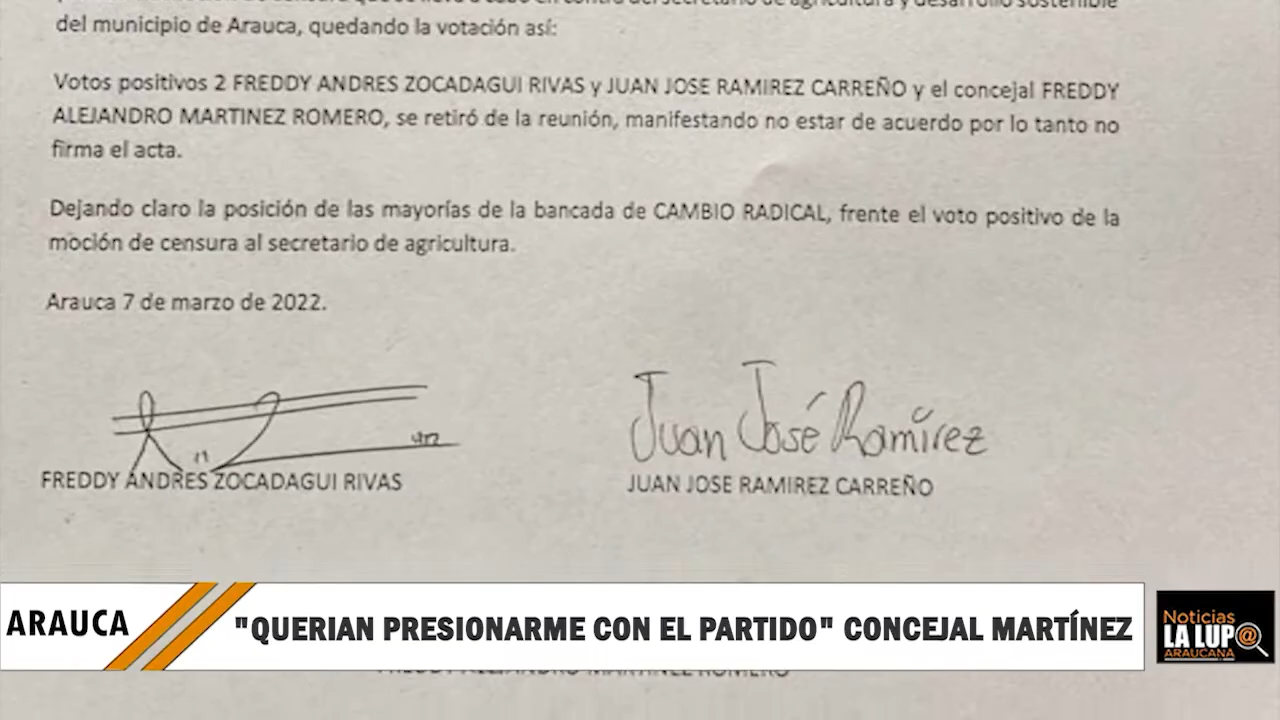 del municipio de Arauca, quedando la votación así:
Votos positivos 2 FREDDY ANDRES ZOCADAGUI RIVAS y JUAN JOSE RAMIREZ CARREÑO y el concejal FREDDY
ALEJANDRO MARTINEZ ROMERO, se retiró de la reunión, manifestando no estar de acuerdo por lo tanto no
firma el acta.
Dejando claro la posición de las mayorías de la bancada de CAMBIO RADICAL, frente el voto positivo de la
moción de censura al secretario de agricultura.
Arauca 7 de marzo de 2022.
Juan José Ramírez
FREDDY ANDRES ZOCADAGUI RIVAS
JUAN JOSE RAMIREZ CARREÑO
ARAUCA
"QUERIAN PRESIONARME CON EL PARTIDO" CONCEJAL MARTÍNEZ
Noticias
LA LUP@
ARAUCANA